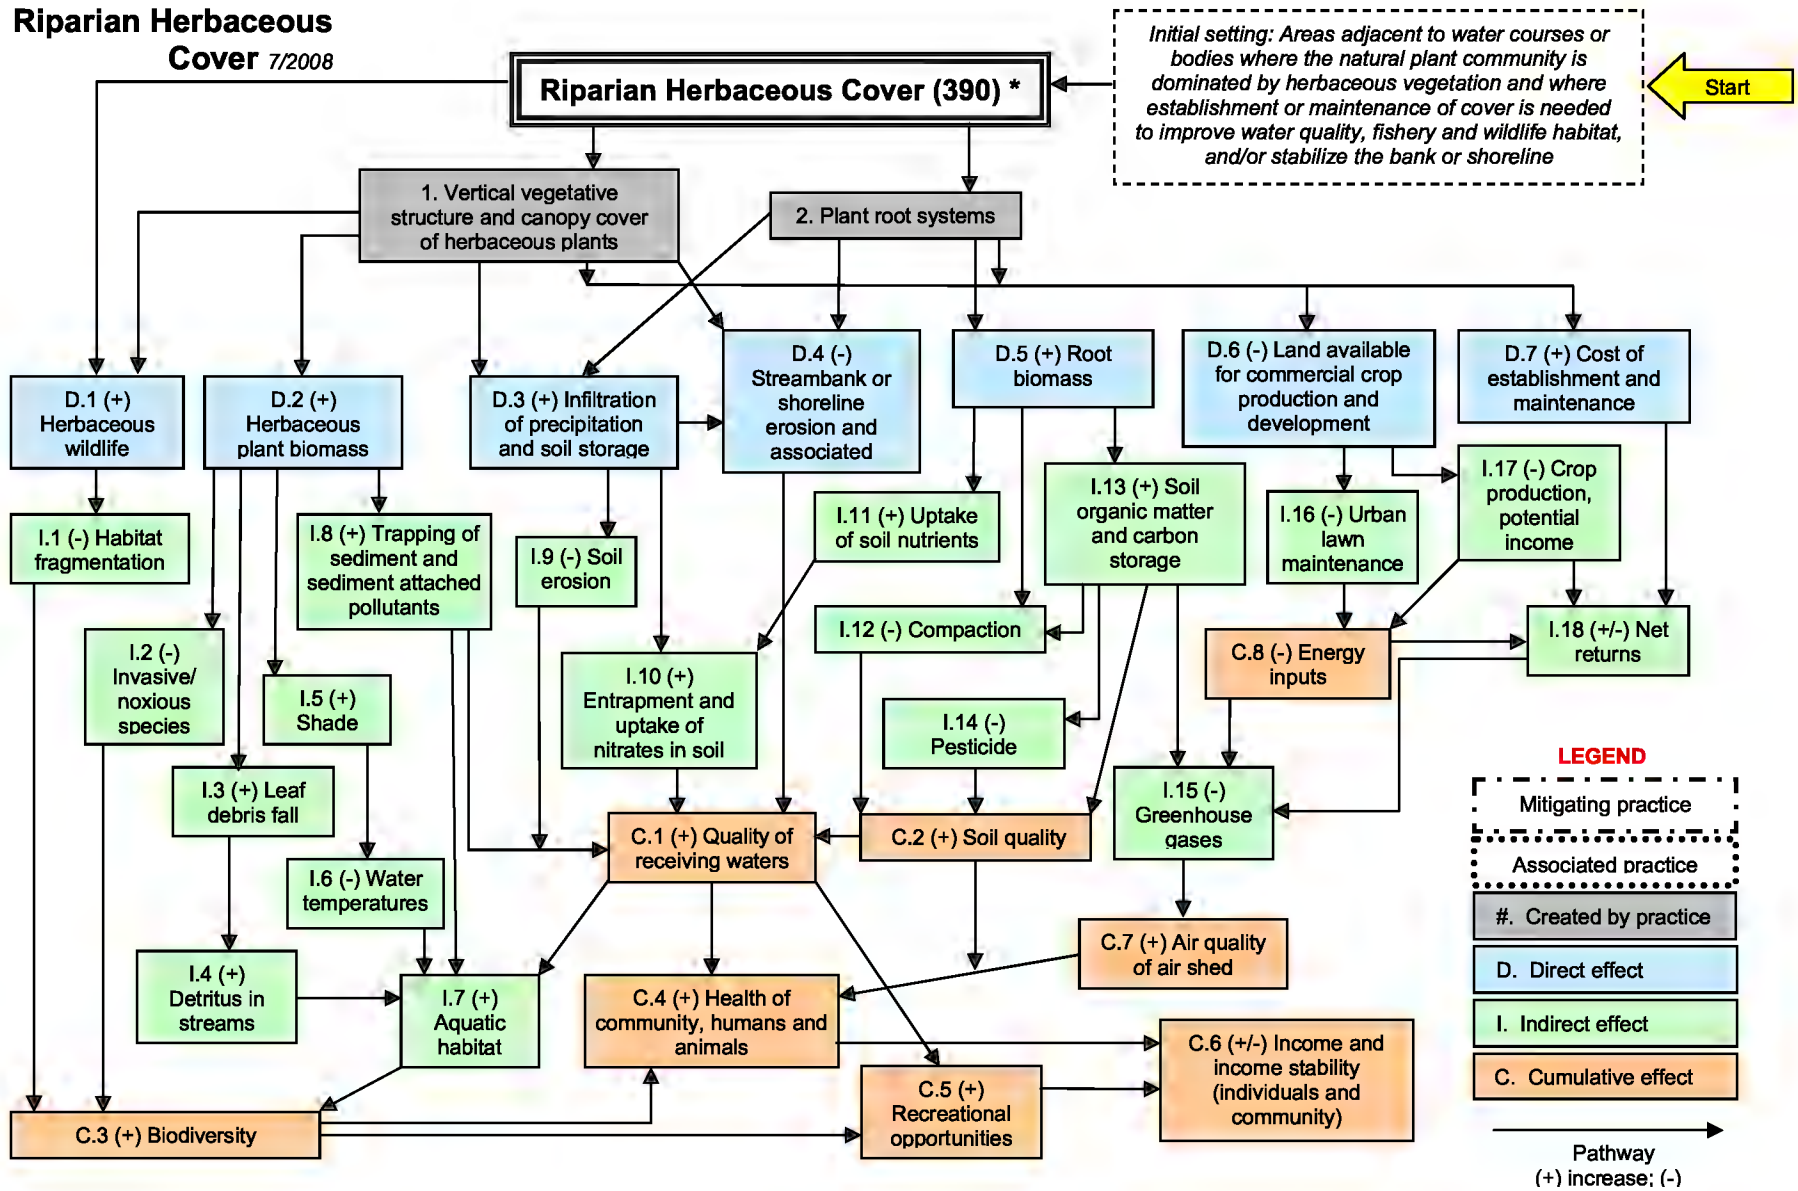 Riparian Herbaceous
Cover 7/2008
Riparian Herbaceous Cover (390) *
Initial setting: Areas adjacent to water courses or
bodies where the natural plant community is
dominated by herbaceous vegetation and where
establishment or maintenance of cover is needed
to improve water quality, fishery and wildlife habitat,
and/or stabilize the bank or shoreline
Start
1. Vertical vegetative
structure and canopy cover
of herbaceous plants
2. Plant root systems
D.1 (+)
Herbaceous
wildlife
D.2 (+)
Herbaceous
plant biomass
D.3 (+) Infiltration
of precipitation
and soil storage
D.4 (-)
Streambank or
shoreline
erosion and
associated
D.5 (+) Root
biomass
D.6 (-) Land available
for commercial crop
production and
development
D.7 (+) Cost of
establishment and
maintenance
I.1 (-) Habitat
fragmentation
I.8 (+) Trapping of
sediment and
sediment attached
pollutants
I.9 (-) Soil
erosion
I.11 (+) Uptake
of soil nutrients
I.13 (+) Soil
organic matter
and carbon
storage
I.16 (-) Urban
lawn
maintenance
I.17 (-) Crop
production,
potential
income
I.2 (-)
Invasive/
noxious
species
I.5 (+)
Shade
I.10 (+)
Entrapment and
uptake of
nitrates in soil
I.12 (-) Compaction
I.14 (-)
Pesticide
C.8 (-) Energy
inputs
I.18 (+/-) Net
returns
I.3 (+) Leaf
debris fall
I.6 (-) Water
temperatures
C.1 (+) Quality of
receiving waters
C.2 (+) Soil quality
I.15 (-)
Greenhouse
gases
I.4 (+)
Detritus in
streams
I.7 (+)
Aquatic
habitat
C.4 (+) Health of
community, humans and
animals
C.7 (+) Air quality
of air shed
C.3 (+) Biodiversity
C.5 (+)
Recreational
opportunities
C.6 (+/-) Income and
income stability
(individuals and
community)
LEGEND
Mitigating practice
Associated practice
#. Created by practice
D. Direct effect
I. Indirect effect
C. Cumulative effect
Pathway
(+) increase; (-)